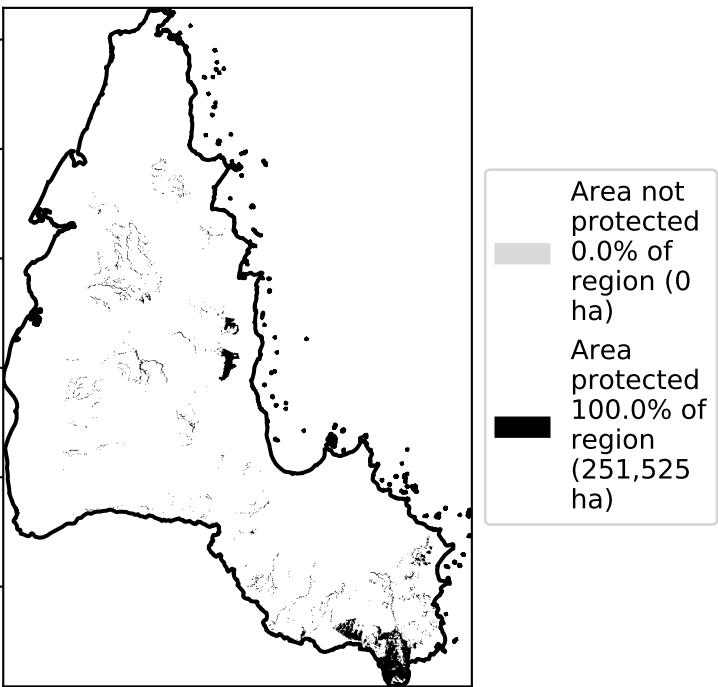 Area not
protected
0.0% of
region (0
ha)
Area
protected
100.0% of
region
(251,525
ha)